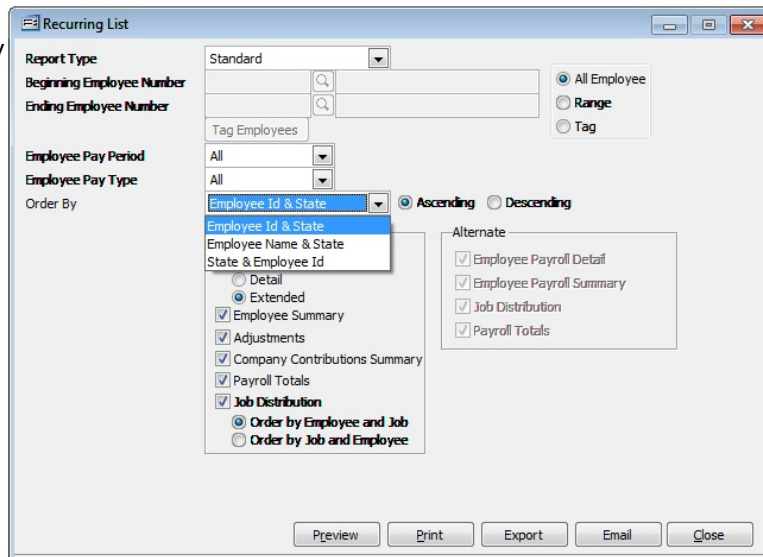 Recurring List
Report Type Standard
Beginning Employee Number
All Employee
Ending Employee Number
Range
Tag Employees
Tag
Employee Pay Period All
Employee Pay Type All
Order By Employee Id & State Ascending Descending
Employee Id & State
Employee Name & State
State & Employee Id
Alternate
Detail
Extended
Employee Summary
Adjustments
Company Contributions Summary
Payroll Totals
Job Distribution
Order by Employee and Job
Order by Job and Employee
Employee Payroll Detail
Employee Payroll Summary
Job Distribution
Payroll Totals
Preview Print Export Email Close